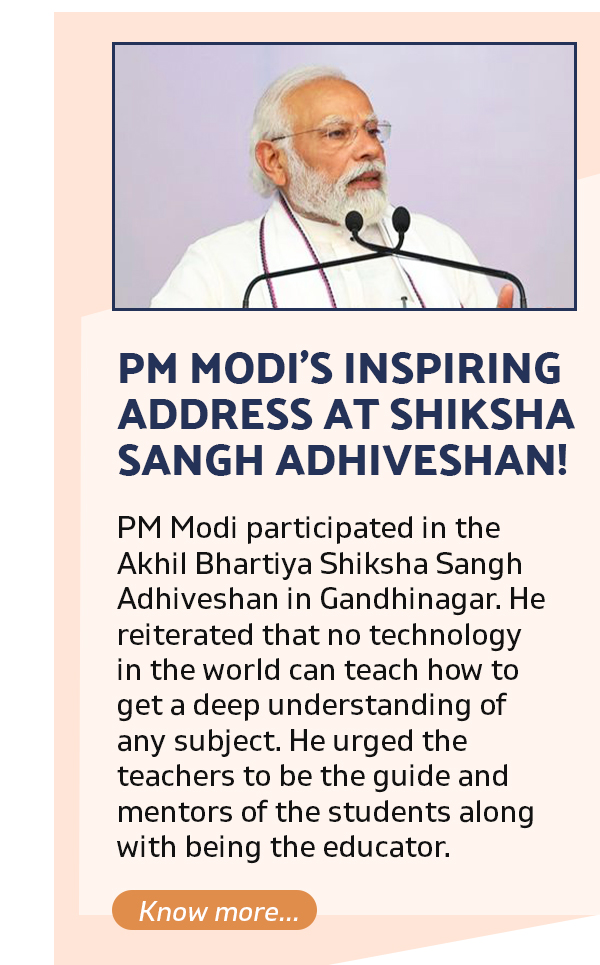 PM MODI’S INSPIRING
ADDRESS AT SHIKSHA
SANGH ADHIVESHAN!
PM Modi participated in the
Akhil Bhartiya Shiksha Sangh
Adhiveshan in Gandhinagar. He
reiterated that no technology
in the world can teach how to
get a deep understanding of
any subject. He urged the
teachers to be the guide and
mentors of the students along
with being the educator.
Know more...